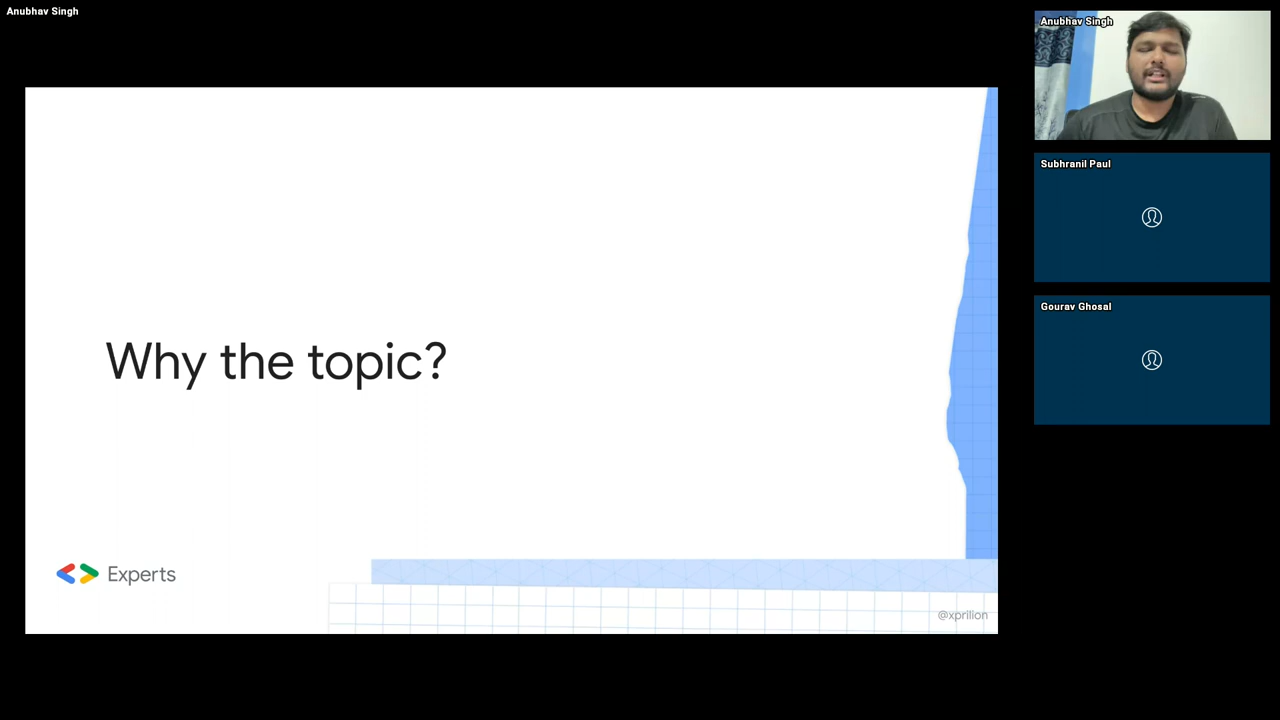 Anubhav Singh
Anubhav Singh
Subhranil Paul
Gourav Ghosal
Why the topic?
Experts
@xprilion